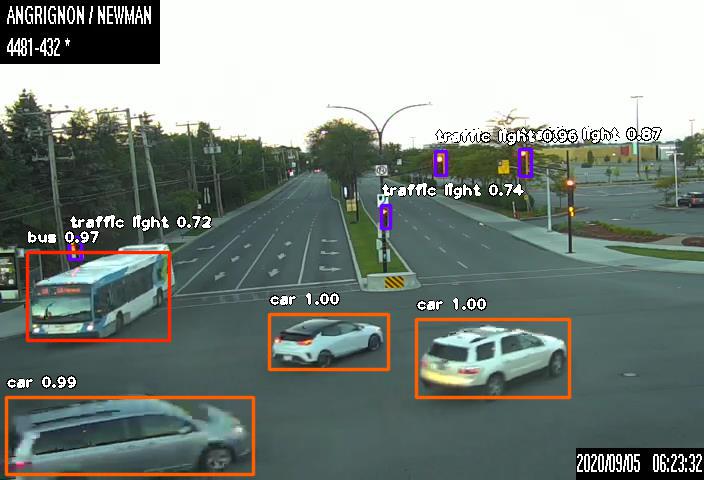 ANGRIGNON / NEWMAN
4481-432 *
traffic light 0.96
light 0.87
traffic light 0.74
traffic light 0.72
bus 0.97
car 1.00
car 1.00
car 0.99
2020/09/05 06:23:32